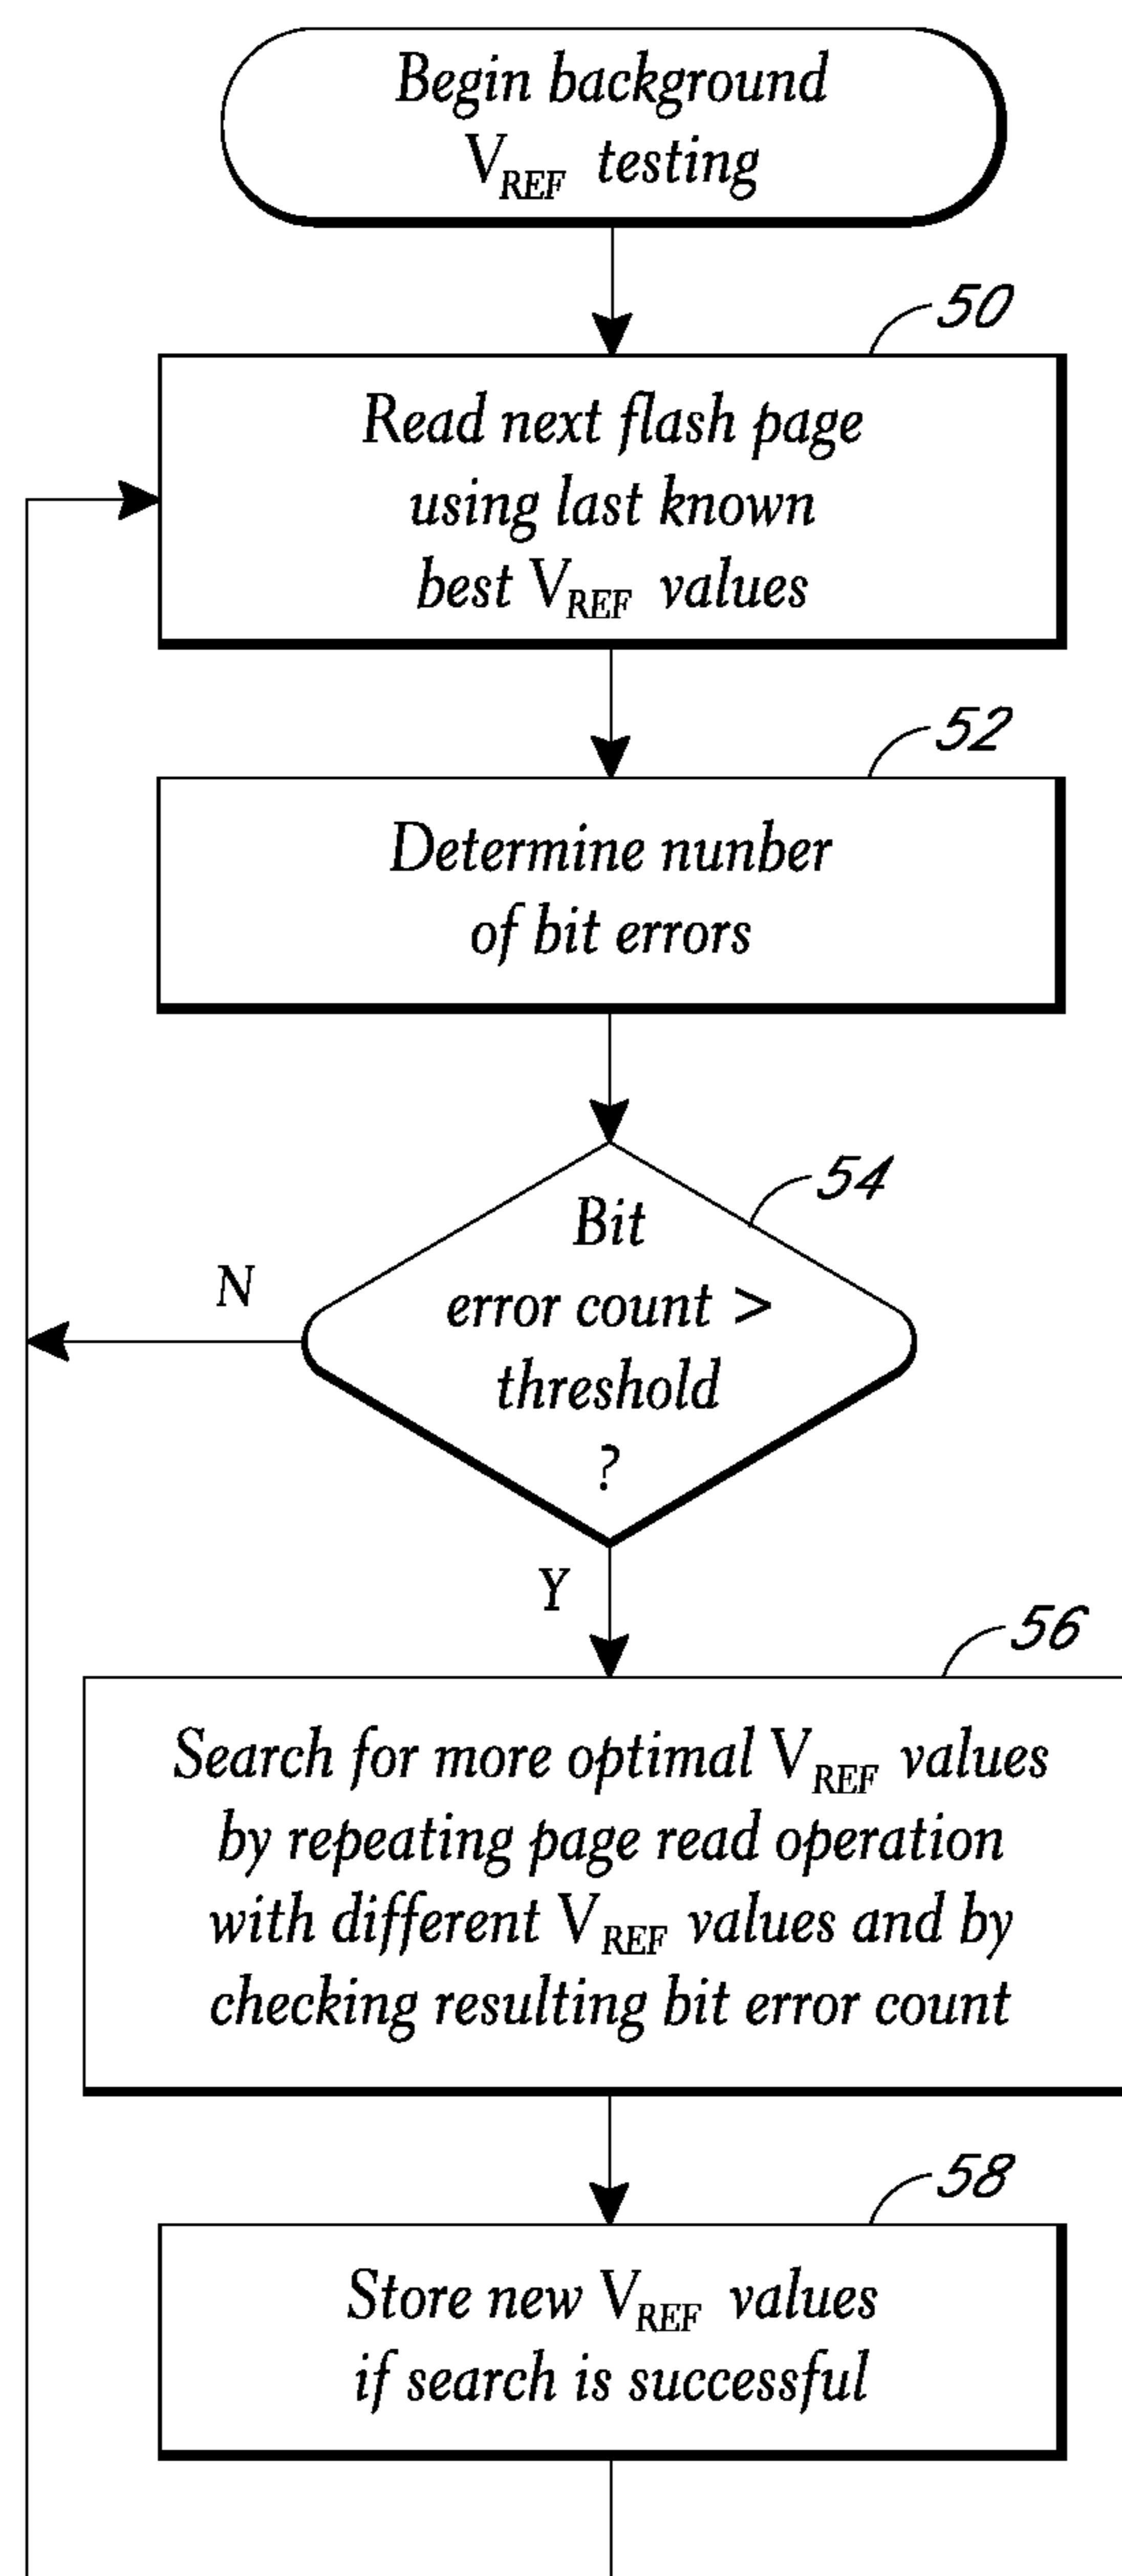 Begin background
VREF testing
50
Read next flash page
using last known
best VREF values
52
Determine nunber
of bit errors
54
Bit
error count >
threshold
?
N
Y
56
Search for more optimal VREF values
by repeating page read operation
with different VREF values and by
checking resulting bit error count
58
Store new VREF values
if search is successful